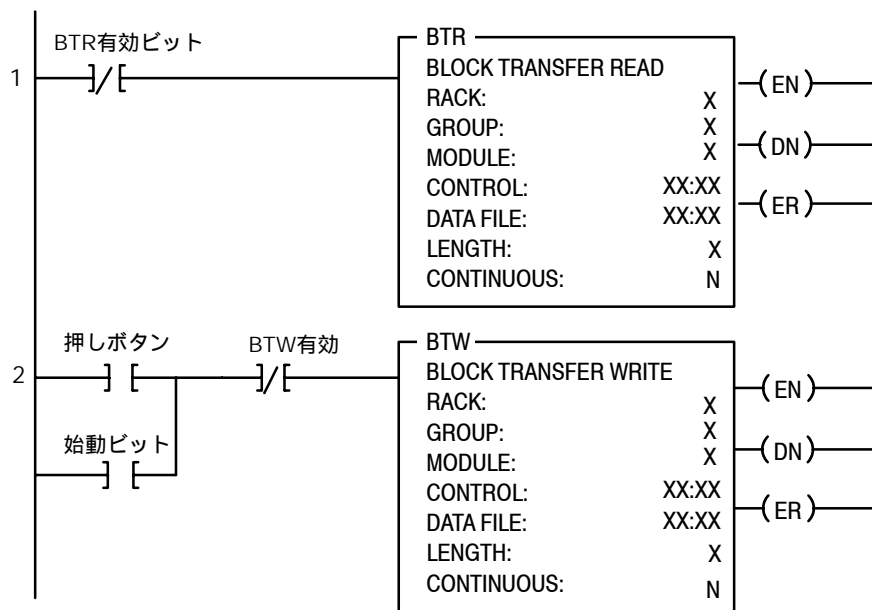 BTR有効ビット
1
BTR
BLOCK TRANSFER READ
RACK: X
GROUP: X
MODULE: X
CONTROL: XX:XX
DATA FILE: XX:XX
LENGTH: X
CONTINUOUS: N
EN
DN
ER
押しボタン
BTW有効
2
始動ビット
BTW
BLOCK TRANSFER WRITE
RACK: X
GROUP: X
MODULE: X
CONTROL: XX:XX
DATA FILE: XX:XX
LENGTH: X
CONTINUOUS: N
EN
DN
ER